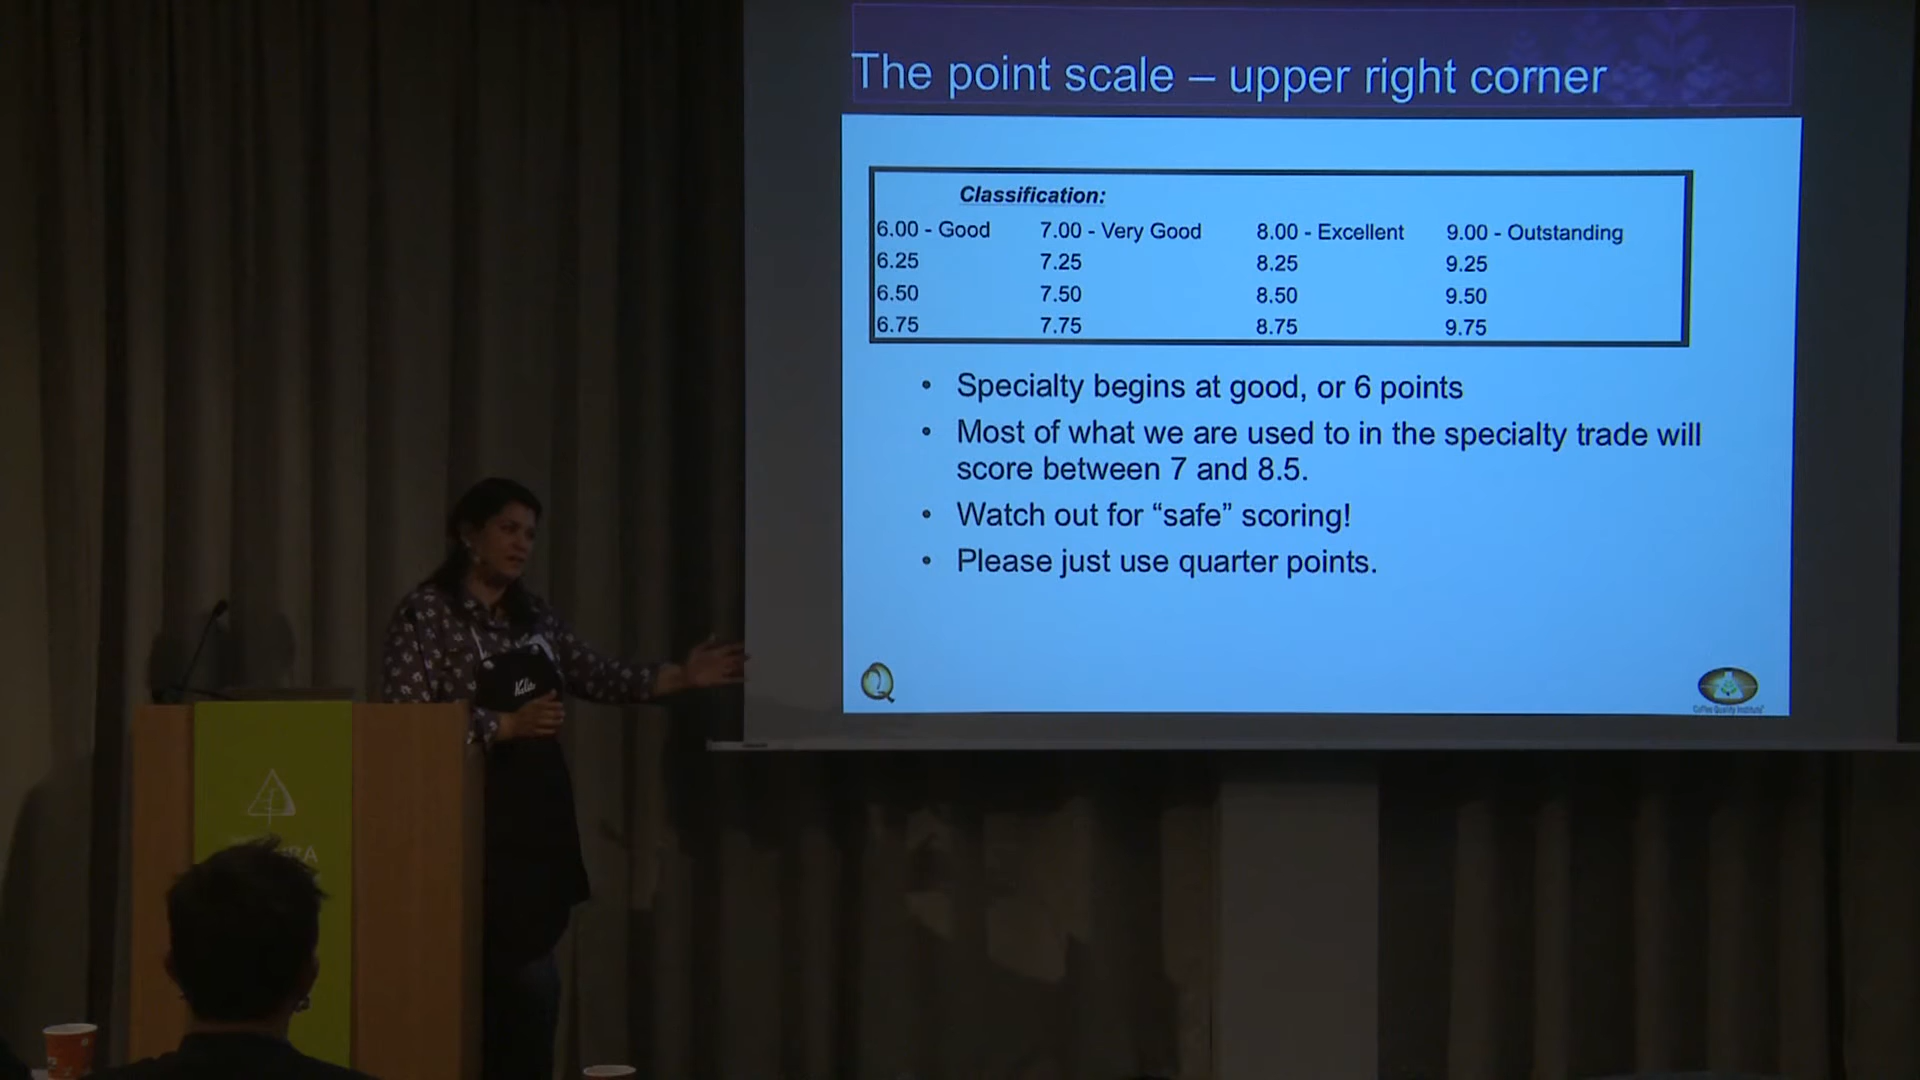 The point scale – upper right corner
Classification:
6.00 - Good 7.00 - Very Good 8.00 - Excellent 9.00 - Outstanding
6.25 7.25 8.25 9.25
6.50 7.50 8.50 9.50
6.75 7.75 8.75 9.75
• Specialty begins at good, or 6 points
• Most of what we are used to in the specialty trade will
score between 7 and 8.5.
• Watch out for “safe” scoring!
• Please just use quarter points.
Coffee Quality Institute